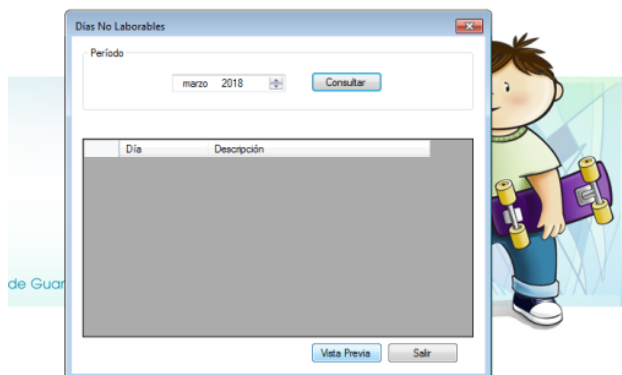 Días No Laborables
Período
marzo 2018 Consultar
Día Descripción
de Guar
Vista Previa Salir